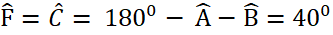 F̂ = Ĉ = 180⁰ − Â − B̂ = 40⁰